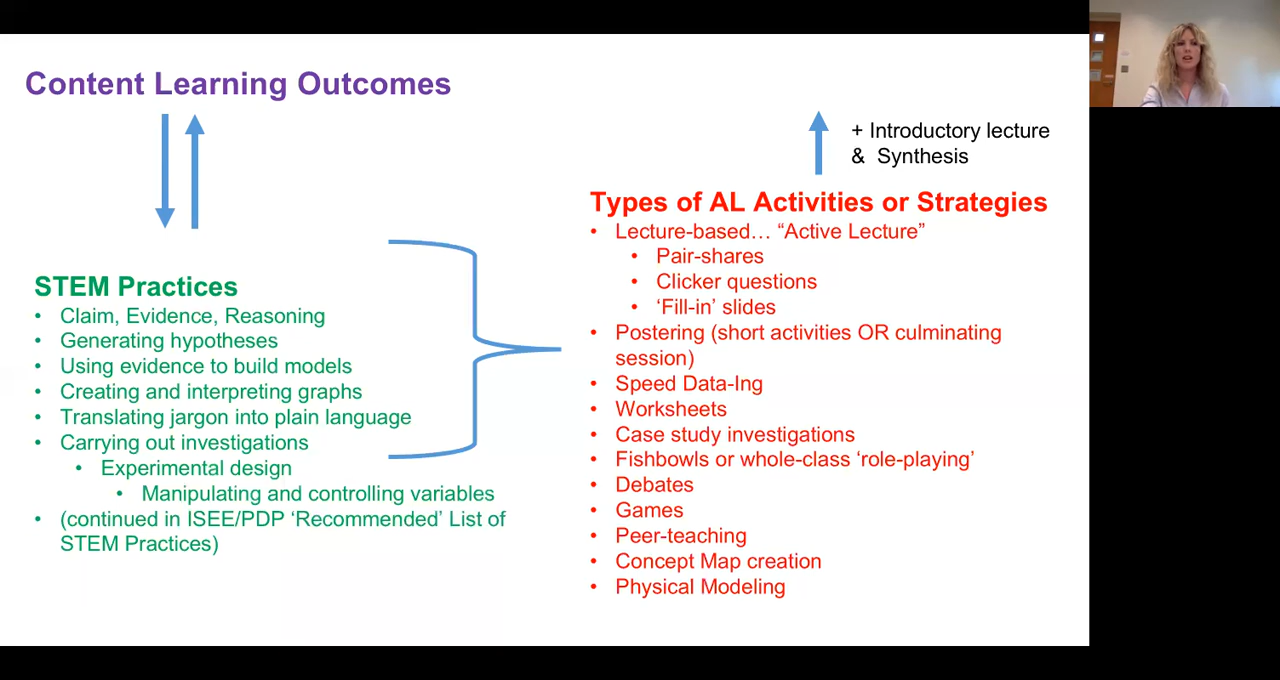 Content Learning Outcomes
+ Introductory lecture
& Synthesis
STEM Practices
• Claim, Evidence, Reasoning
• Generating hypotheses
• Using evidence to build models
• Creating and interpreting graphs
• Translating jargon into plain language
• Carrying out investigations
• Experimental design
• Manipulating and controlling variables
• (continued in ISEE/PDP ‘Recommended’ List of
STEM Practices)
Types of AL Activities or Strategies
• Lecture-based… “Active Lecture”
• Pair-shares
• Clicker questions
• ‘Fill-in’ slides
• Postering (short activities OR culminating
session)
• Speed Data-Ing
• Worksheets
• Case study investigations
• Fishbowls or whole-class ‘role-playing’
• Debates
• Games
• Peer-teaching
• Concept Map creation
• Physical Modeling